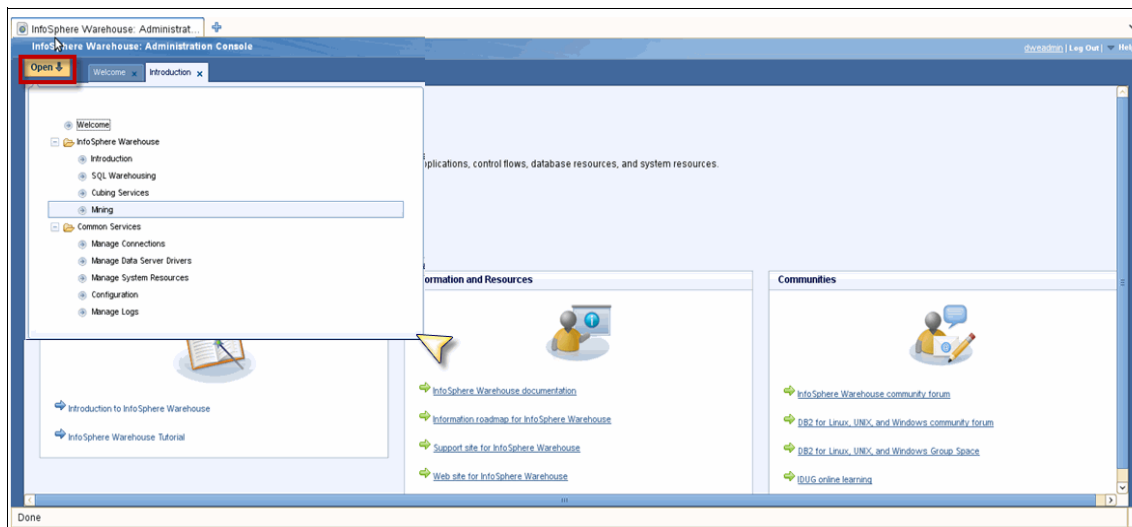 InfoSphere Warehouse: Administrat...
InfoSphere Warehouse: Administration Console
dweadmin | Log Out | Help
Open
Welcome x
Introduction x
Welcome
InfoSphere Warehouse
Introduction
SQL Warehousing
Cubing Services
Mining
Common Services
Manage Connections
Manage Data Server Drivers
Manage System Resources
Configuration
Manage Logs
plications, control flows, database resources, and system resources.
ormation and Resources
Communities
Introduction to InfoSphere Warehouse
InfoSphere Warehouse Tutorial
InfoSphere Warehouse documentation
Information roadmap for InfoSphere Warehouse
Support site for InfoSphere Warehouse
Web site for InfoSphere Warehouse
InfoSphere Warehouse community forum
DB2 for Linux, UNIX, and Windows community forum
DB2 for Linux, UNIX, and Windows Group Space
IDUG online learning
Done